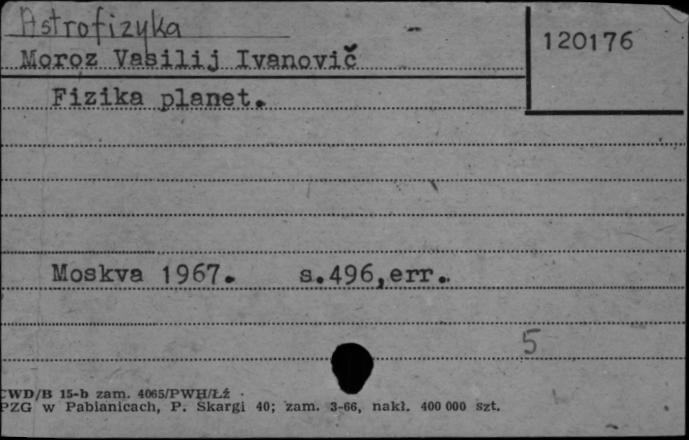 Astrofizyka
120176
Moroz Vasilij Ivanovič
Fizika planet.
Moskva 1967. s.496,err.
5
CWD/B 15-b zam. 4065/PWH/Łź
PZG w Pabianicach, P. Skargi 40; zam. 3-66, nakł. 400 000 szt.